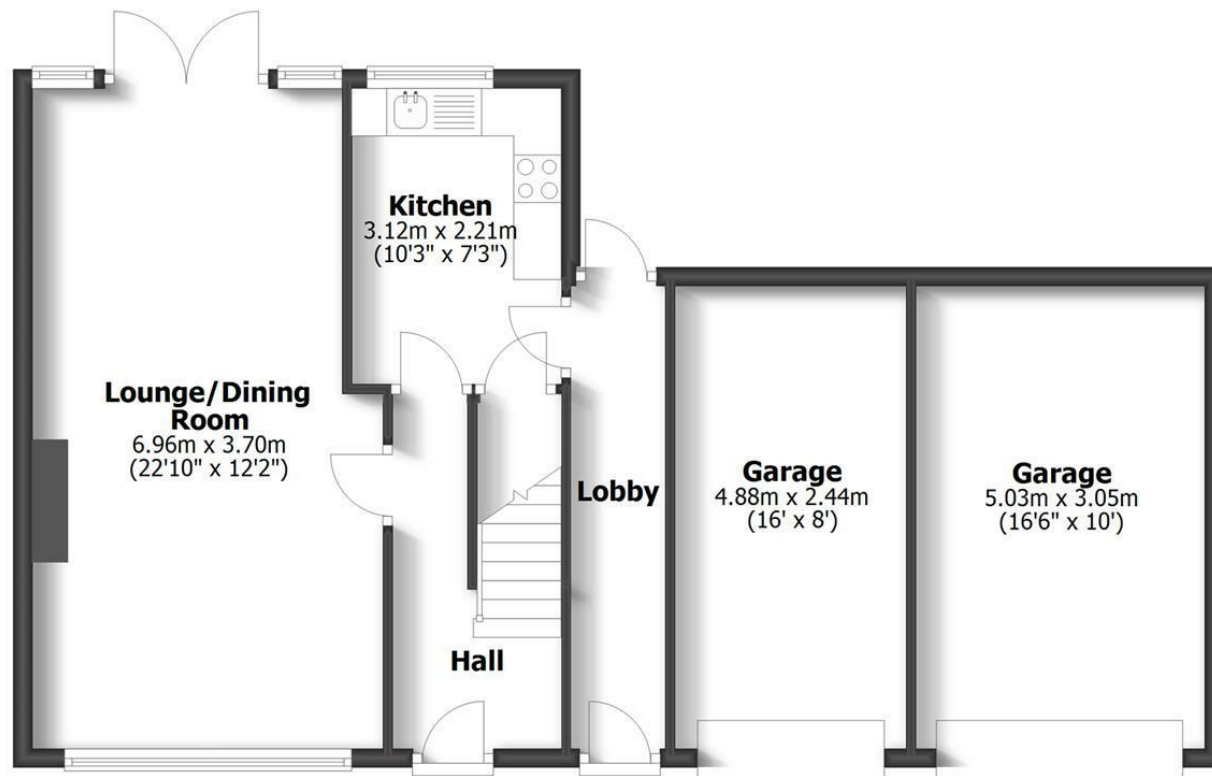 Kitchen
3.12m x 2.21m
(10'3" x 7'3")
Lounge/Dining
Room
6.96m x 3.70m
(22'10" x 12'2")
Lobby
Garage
4.88m x 2.44m
(16' x 8')
Garage
5.03m x 3.05m
(16'6" x 10')
Hall